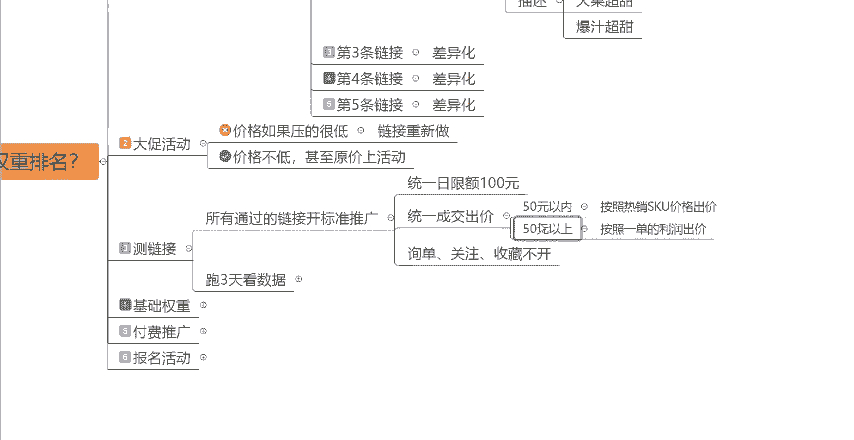 描述
大果超甜
爆汁超甜
3 第3条链接 差异化
4 第4条链接 差异化
5 第5条链接 差异化
权重排名?
2 大促活动
价格如果压的很低 链接重新做
价格不低，甚至原价上活动
3 测链接
所有通过的链接开标准推广
统一日限额100元
统一成交出价
50元以内 按照热销SKU价格出价
50元以上 按照一单的利润出价
询单、关注、收藏不开
跑3天看数据
4 基础权重
5 付费推广
6 报名活动